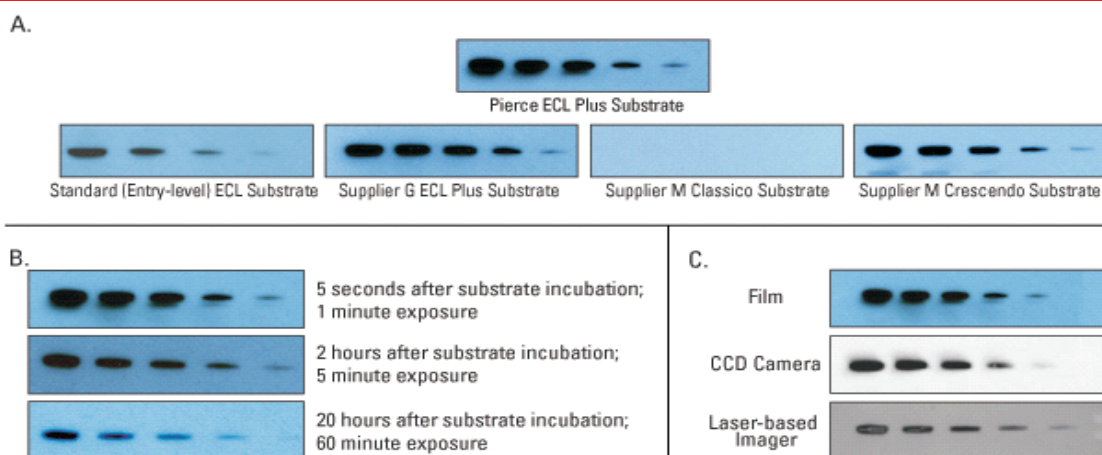 A.
Pierce ECL Plus Substrate
Standard (Entry-level) ECL Substrate
Supplier G ECL Plus Substrate
Supplier M Classico Substrate
Supplier M Crescendo Substrate
B.
5 seconds after substrate incubation;
1 minute exposure
2 hours after substrate incubation;
5 minute exposure
20 hours after substrate incubation;
60 minute exposure
C.
Film
CCD Camera
Laser-based
Imager